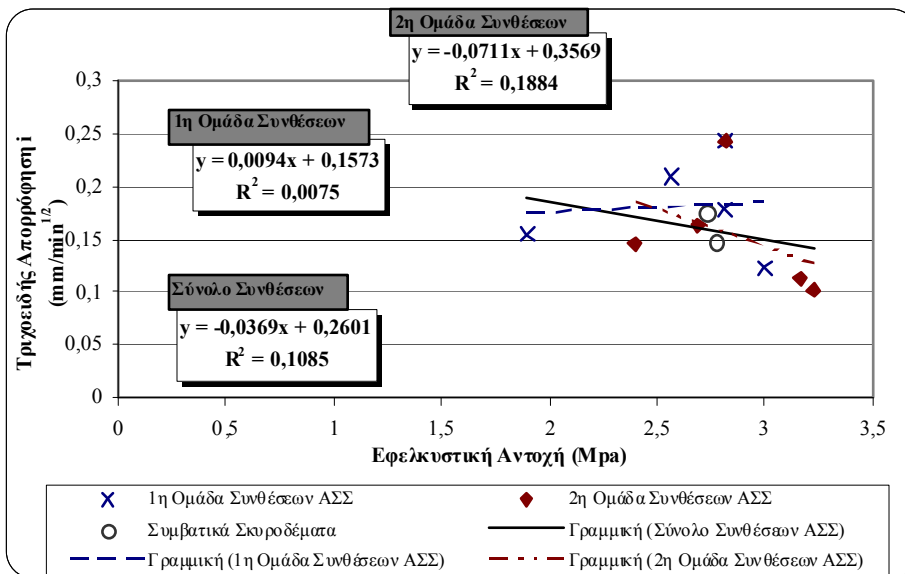 2η Ομάδα Συνθέσεων
y = -0,0711x + 0,3569
R² = 0,1884
1η Ομάδα Συνθέσεων
y = 0,0094x + 0,1573
R² = 0,0075
Σύνολο Συνθέσεων
y = -0,0369x + 0,2601
R² = 0,1085
Τριχοειδής Απορρόφηση i
(mm/min^1/2)
0,3
0,25
0,2
0,15
0,1
0,05
0
0 0,5 1 1,5 2 2,5 3 3,5
Εφελκυστική Αντοχή (Mpa)
1η Ομάδα Συνθέσεων ΑΣΣ
2η Ομάδα Συνθέσεων ΑΣΣ
Συμβατικά Σκυροδέματα
Γραμμική (Σύνολο Συνθέσεων ΑΣΣ)
Γραμμική (1η Ομάδα Συνθέσεων ΑΣΣ)
Γραμμική (2η Ομάδα Συνθέσεων ΑΣΣ)